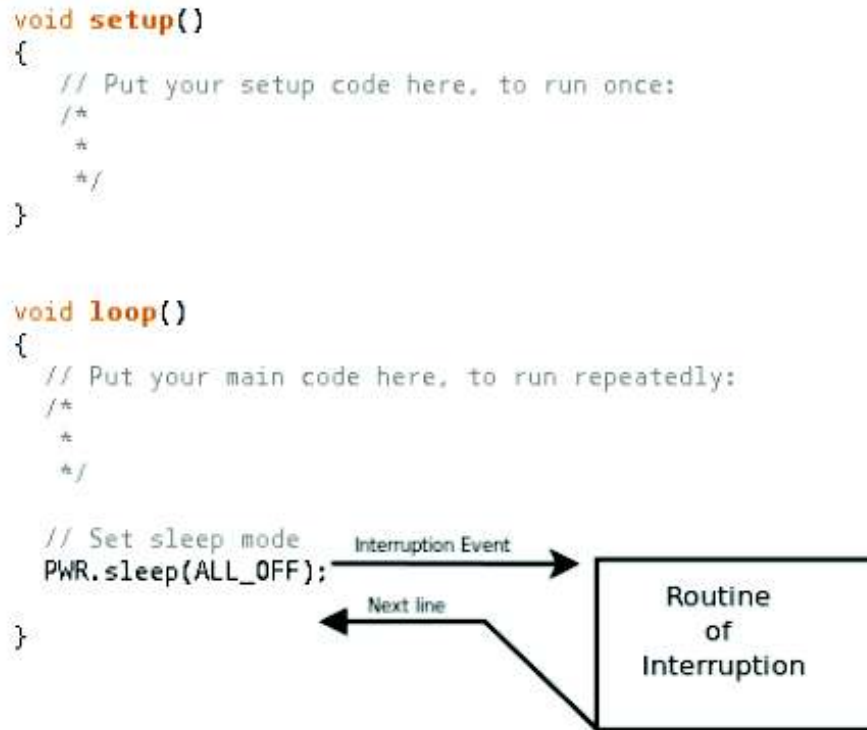 void setup()
{
// Put your setup code here, to run once:
/*
*
*/
}
void loop()
{
// Put your main code here, to run repeatedly:
/*
*
*/
// Set sleep mode
PWR.sleep(ALL_OFF);
Interruption Event
Next line
}
Routine
of
Interruption